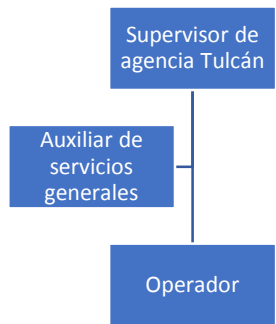 Supervisor de
agencia Tulcán
Auxiliar de
servicios
generales
Operador